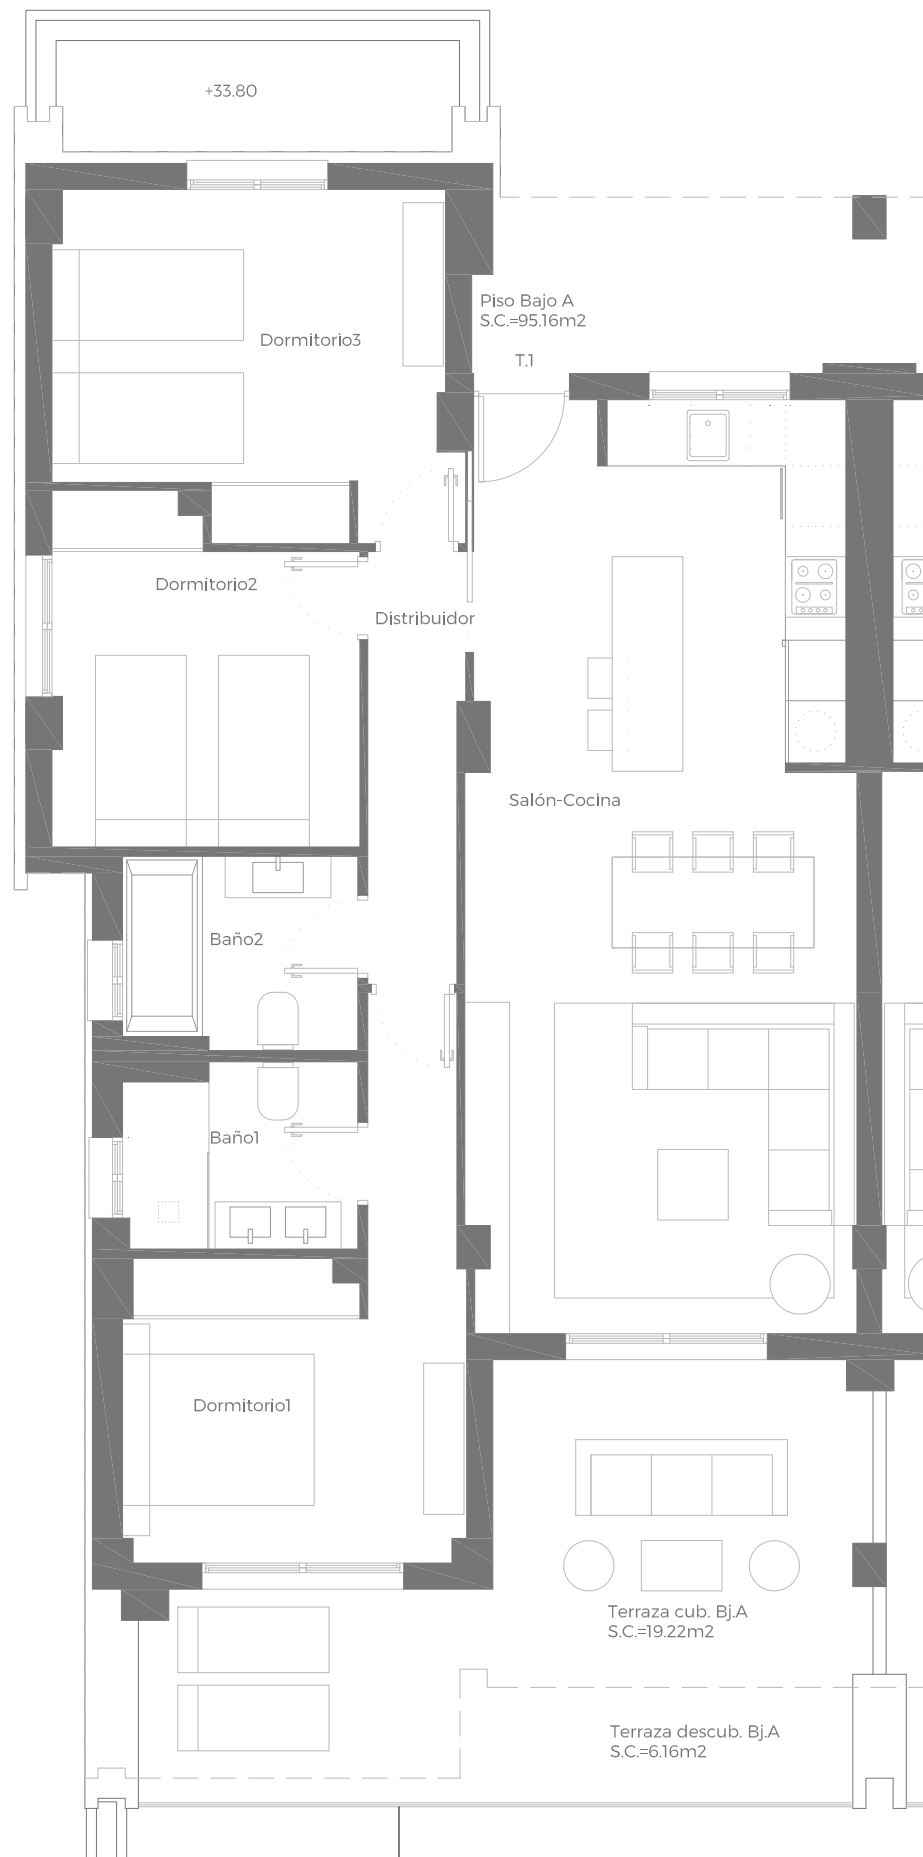 +33,80
Piso Bajo A
S.C.=95.16m2
Dormitorio3
T.1
Dormitorio2
Distribuidor
Salón-Cocina
Baño2
Baño1
Dormitorio1
Terraza cub. Bj.A
S.C.=19.22m2
Terraza descub. Bj.A
S.C.=6.16m2